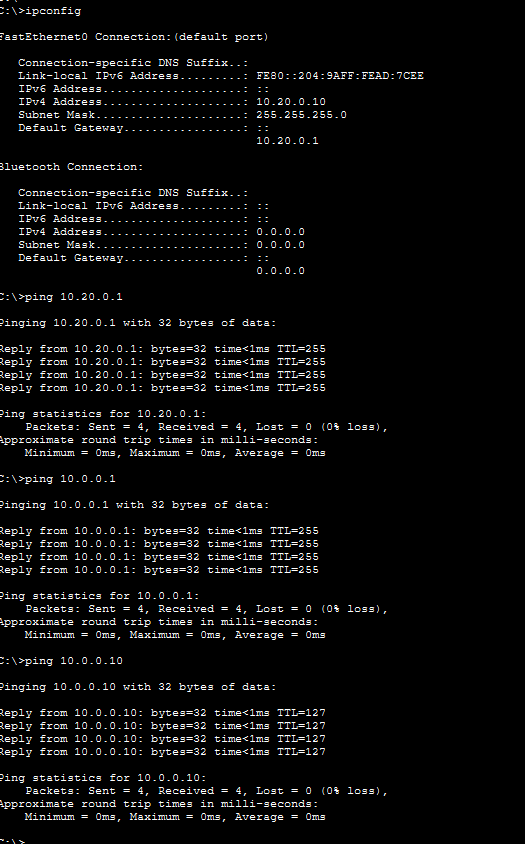 C:\>ipconfig
FastEthernet0 Connection:(default port)
Connection-specific DNS Suffix..:
Link-local IPv6 Address.........: FE80::204:9AFF:FEAD:7CEE
IPv6 Address....................: ::
IPv4 Address....................: 10.20.0.10
Subnet Mask.....................: 255.255.255.0
Default Gateway.................: ::
10.20.0.1
Bluetooth Connection:
Connection-specific DNS Suffix..:
Link-local IPv6 Address.........: ::
IPv6 Address....................: ::
IPv4 Address....................: 0.0.0.0
Subnet Mask.....................: 0.0.0.0
Default Gateway.................: ::
0.0.0.0
C:\>ping 10.20.0.1
Pinging 10.20.0.1 with 32 bytes of data:
Reply from 10.20.0.1: bytes=32 time<1ms TTL=255
Reply from 10.20.0.1: bytes=32 time<1ms TTL=255
Reply from 10.20.0.1: bytes=32 time<1ms TTL=255
Reply from 10.20.0.1: bytes=32 time<1ms TTL=255
Ping statistics for 10.20.0.1:
Packets: Sent = 4, Received = 4, Lost = 0 (0% loss),
Approximate round trip times in milli-seconds:
Minimum = 0ms, Maximum = 0ms, Average = 0ms
C:\>ping 10.0.0.1
Pinging 10.0.0.1 with 32 bytes of data:
Reply from 10.0.0.1: bytes=32 time<1ms TTL=255
Reply from 10.0.0.1: bytes=32 time<1ms TTL=255
Reply from 10.0.0.1: bytes=32 time<1ms TTL=255
Reply from 10.0.0.1: bytes=32 time<1ms TTL=255
Ping statistics for 10.0.0.1:
Packets: Sent = 4, Received = 4, Lost = 0 (0% loss),
Approximate round trip times in milli-seconds:
Minimum = 0ms, Maximum = 0ms, Average = 0ms
C:\>ping 10.0.0.10
Pinging 10.0.0.10 with 32 bytes of data:
Reply from 10.0.0.10: bytes=32 time<1ms TTL=127
Reply from 10.0.0.10: bytes=32 time<1ms TTL=127
Reply from 10.0.0.10: bytes=32 time<1ms TTL=127
Reply from 10.0.0.10: bytes=32 time<1ms TTL=127
Ping statistics for 10.0.0.10:
Packets: Sent = 4, Received = 4, Lost = 0 (0% loss),
Approximate round trip times in milli-seconds:
Minimum = 0ms, Maximum = 0ms, Average = 0ms
C:\>